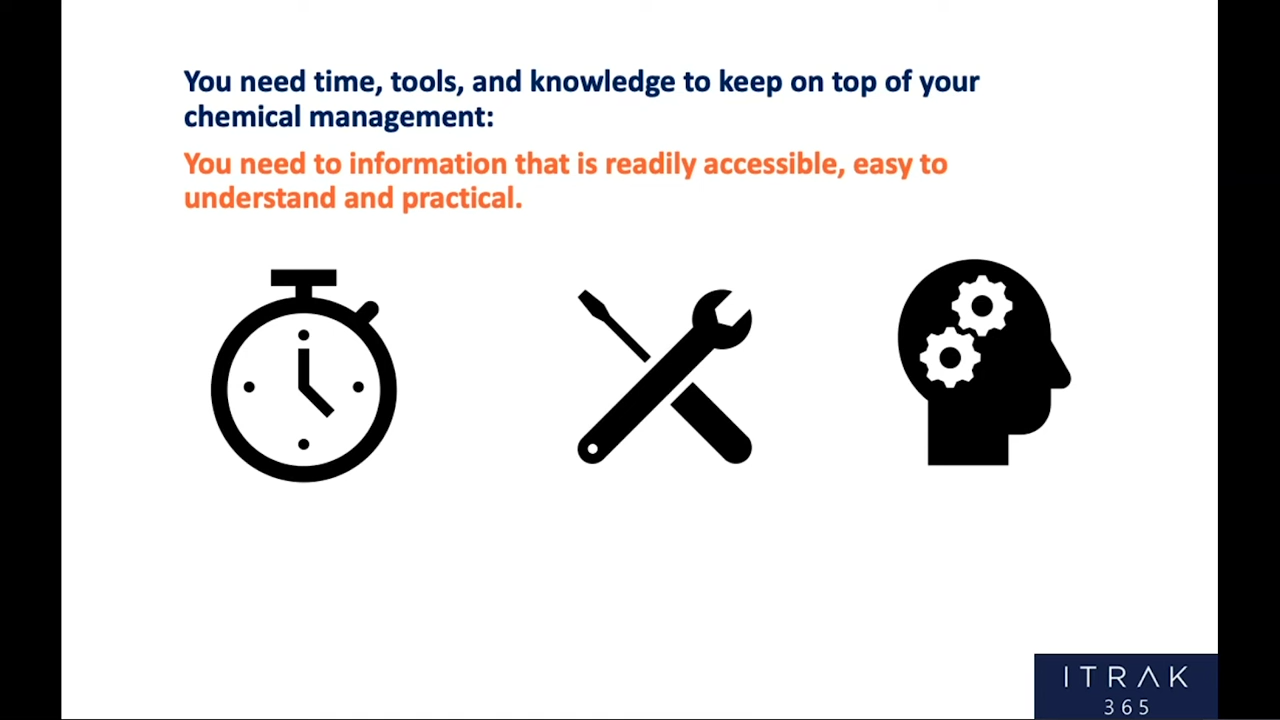 You need time, tools, and knowledge to keep on top of your
chemical management:
You need to information that is readily accessible, easy to
understand and practical.
ITRAK
365